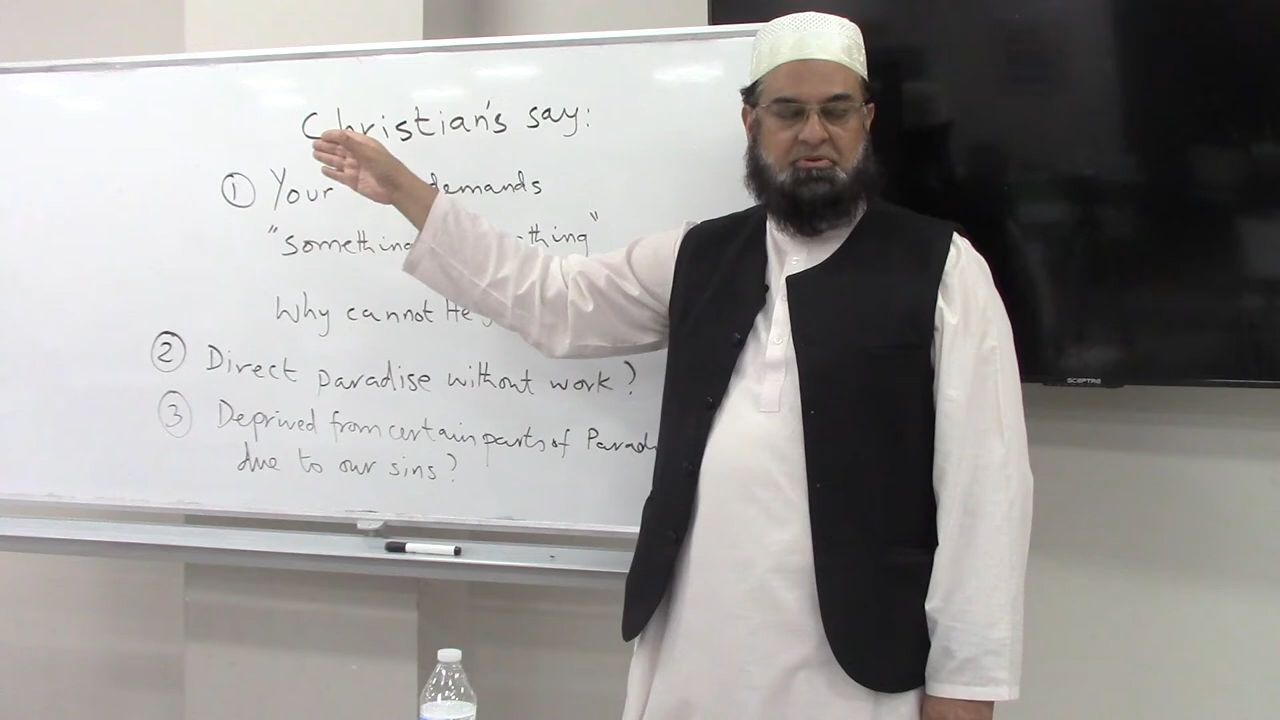 Christian's say:
① Your demands
"something thing"
Why cannot He
② Direct paradise without work?
③ Deprived from certain parts of Parad
due to our sins?
SCEPTRE